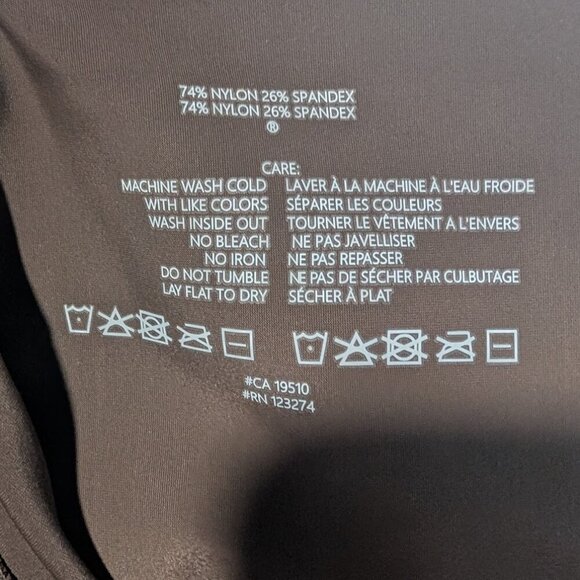 74% NYLON 26% SPANDEX
74% NYLON 26% SPANDEX
®
CARE:
MACHINE WASH COLD LAVER À LA MACHINE À L'EAU FROIDE
WITH LIKE COLORS SÉPARER LES COULEURS
WASH INSIDE OUT TOURNER LE VÊTEMENT A L'ENVERS
NO BLEACH NE PAS JAVELLISER
NO IRON NE PAS REPASSER
DO NOT TUMBLE NE PAS DE SÉCHER PAR CULBUTAGE
LAY FLAT TO DRY SÉCHER À PLAT
#CA 19510
#RN 123274